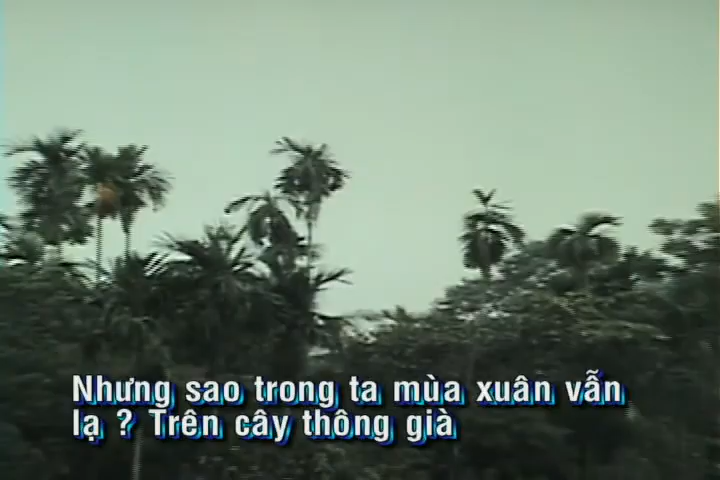 Nhưng sao trong ta mùa xuân vẫn
lạ ? Trên cây thông già